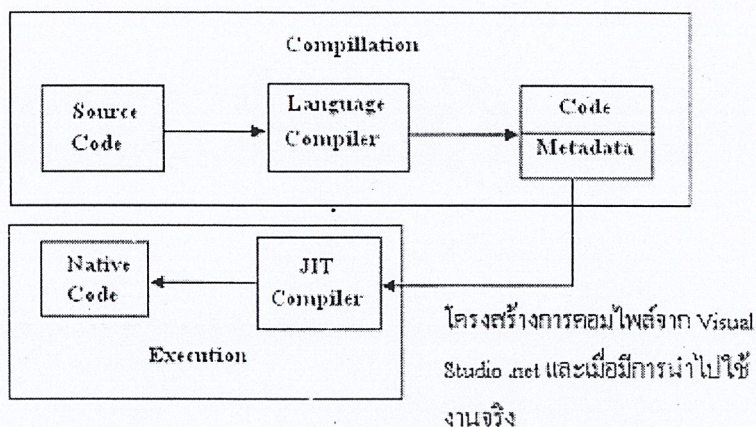 Compillation
Source
Code
Language
Compiler
Code
Metadata
Native
Code
JIT
Compiler
Execution
โครงสร้างการคอมไพล์จาก Visual
Studio .net และเมื่อมีการนำไปใช้
งานจริง